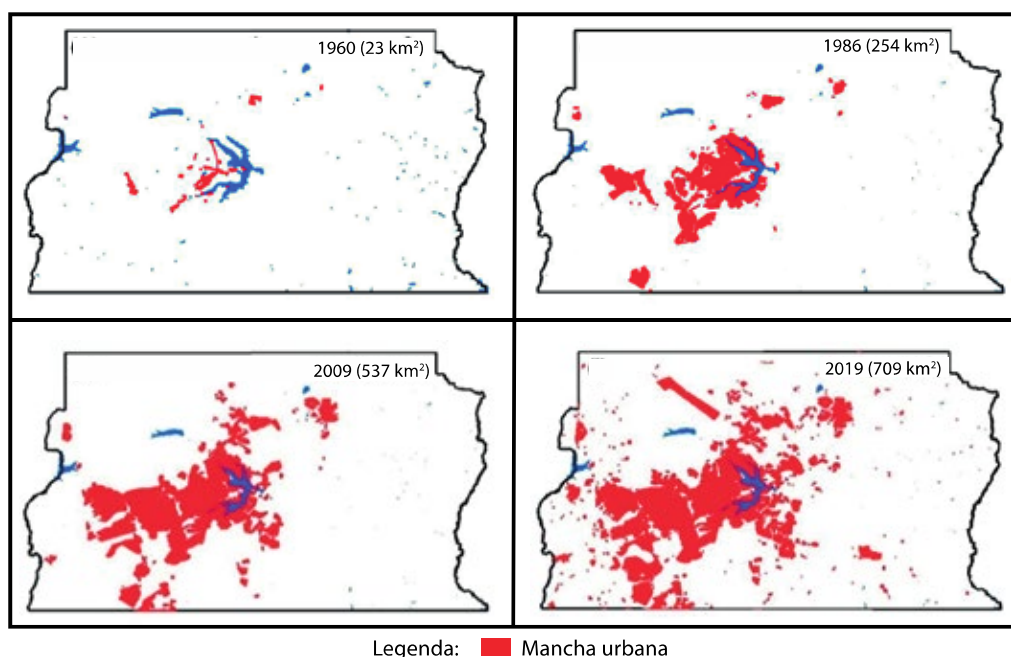 1960 (23 km²)
1986 (254 km²)
2009 (537 km²)
2019 (709 km²)
Legenda: Mancha urbana